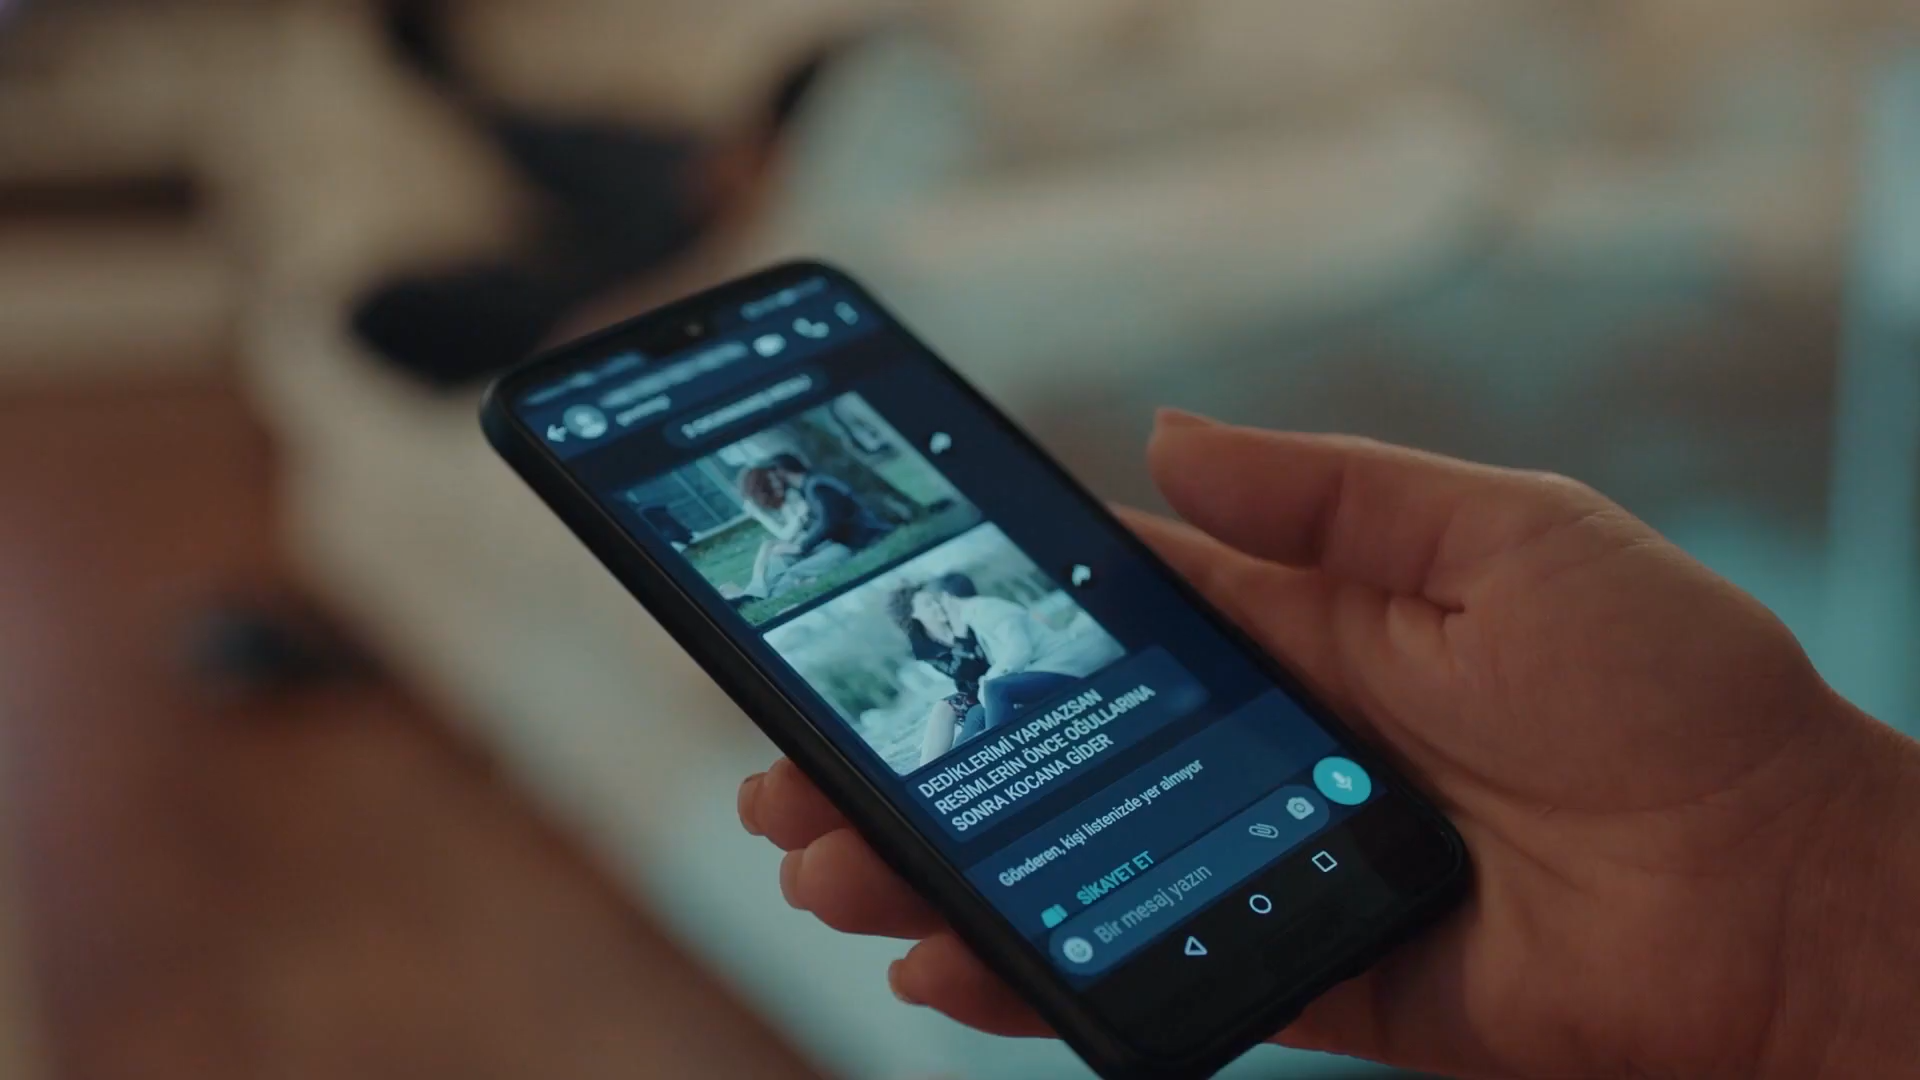 DEDİKLERİMİ YAPMAZSAN
RESİMLERİN ÖNCE OĞULLARINA
SONRA KOCANA GİDER
Gönderen, kişi listenizde yer almıyor
ŞİKAYET ET
Bir mesaj yazın